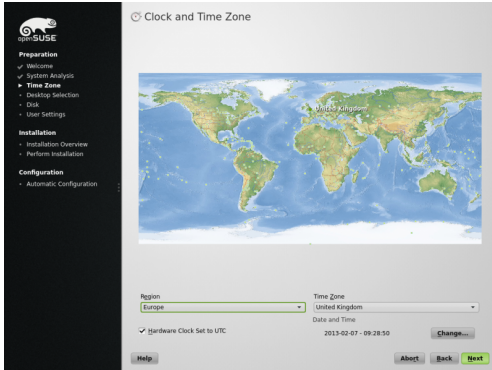 openSUSE
Preparation
Welcome
System Analysis
Time Zone
Desktop Selection
Disk
User Settings
Installation
Installation Overview
Perform Installation
Configuration
Automatic Configuration
Clock and Time Zone
United Kingdom
Region
Europe
Time Zone
United Kingdom
Hardware Clock Set to UTC
Date and Time
2013-02-07 - 09:28:50
Change...
Help
Abort
Back
Next